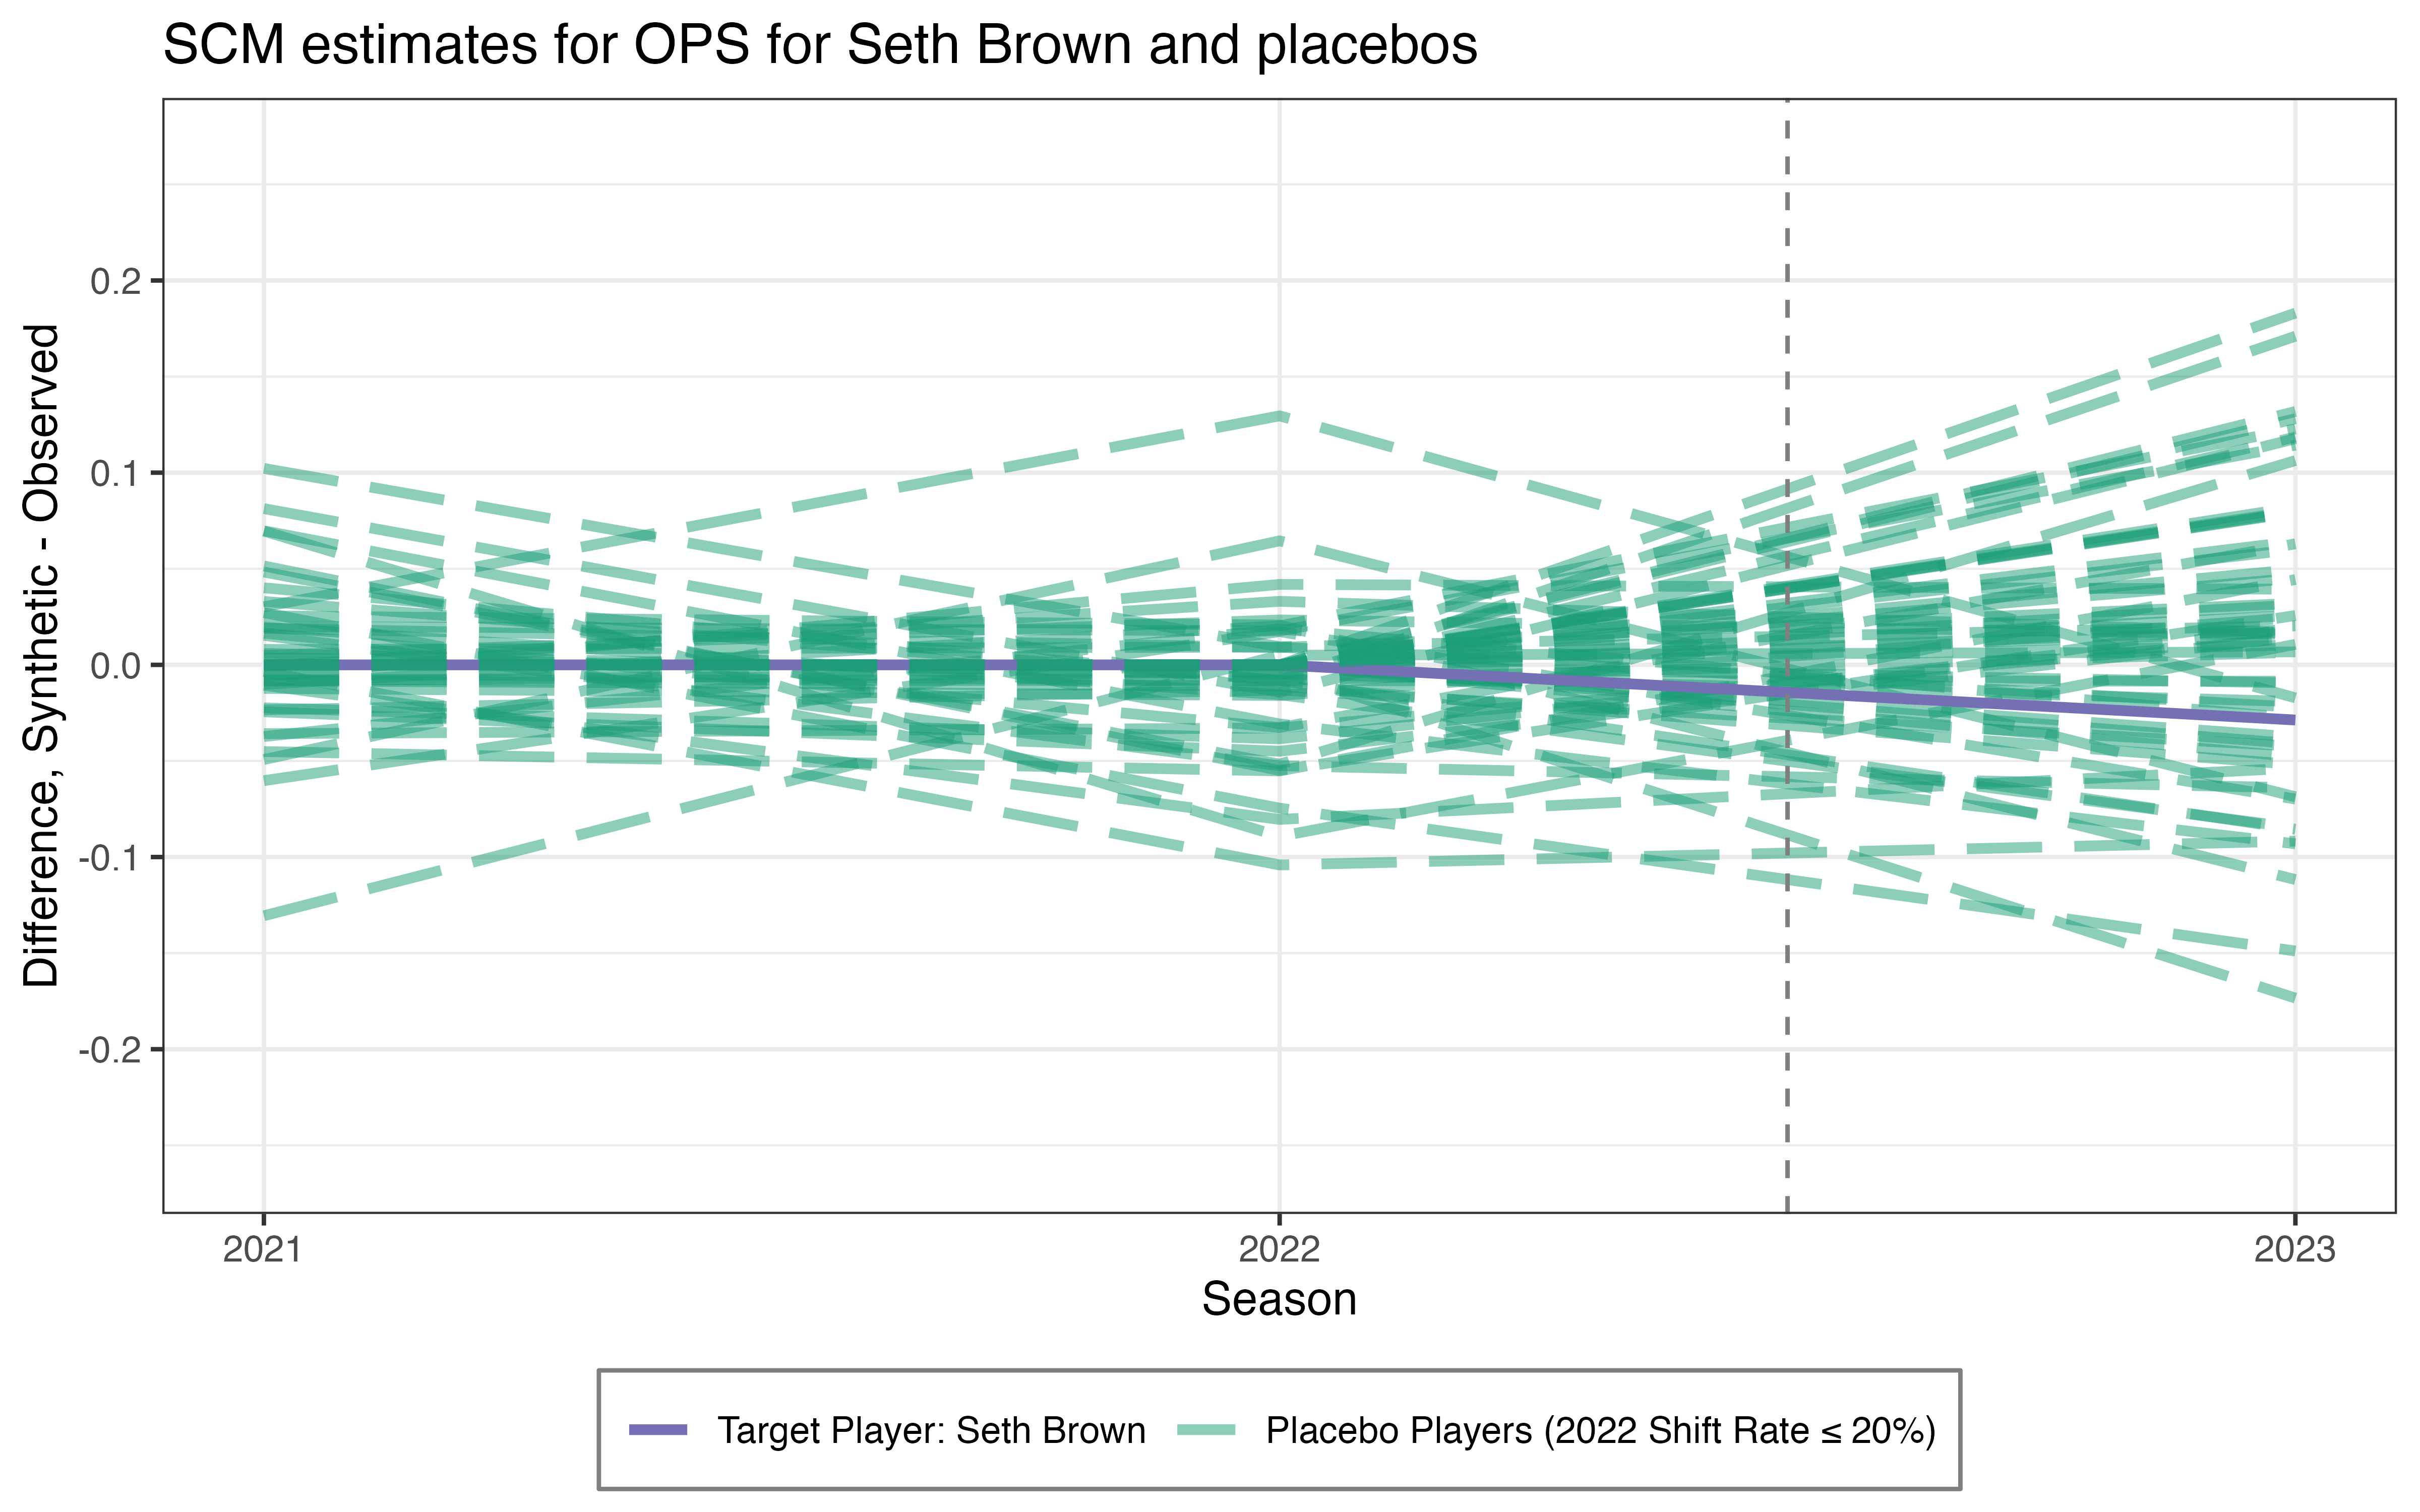 SCM estimates for OPS for Seth Brown and placebos
Difference, Synthetic - Observed
0.2
0.1
0.0
-0.1
-0.2
2021
2022
2023
Season
Target Player: Seth Brown
Placebo Players (2022 Shift Rate ≤ 20%)